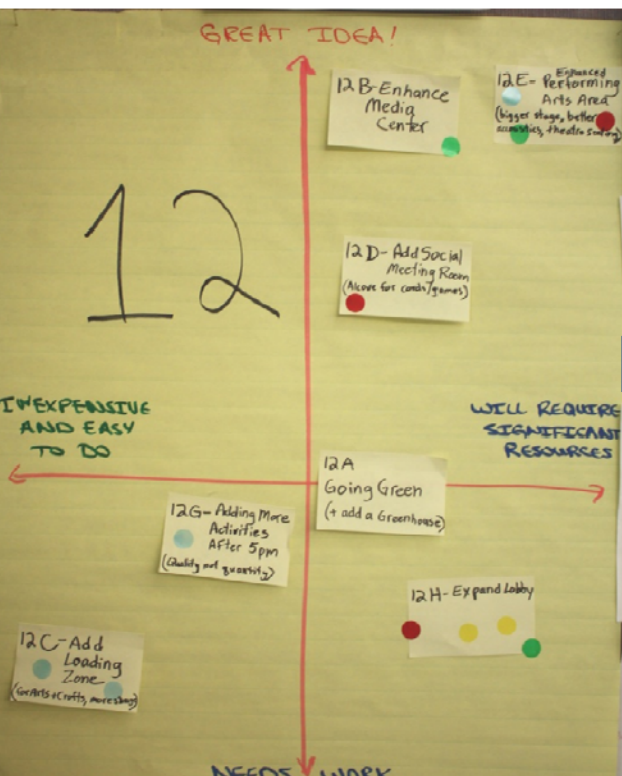 GREAT IDEA!
12B-Enhance
Media
Center
12E- Enhanced
Performing
Arts Area
(bigger stage, better
acoustics, theatre seating)
12
12D-Add Social
Meeting Room
(Alcove for cards/games)
INEXPENSIVE
AND EASY
TO DO
WILL REQUIRE
SIGNIFICANT
RESOURCES
12A
Going Green
(+ add a Greenhouse)
12G-Adding More
Activities
After 5pm
(Quality not quantity)
12H-Expand Lobby
12C-Add
Loading
Zone
(for Arts+Crafts,
NEEDS WORK